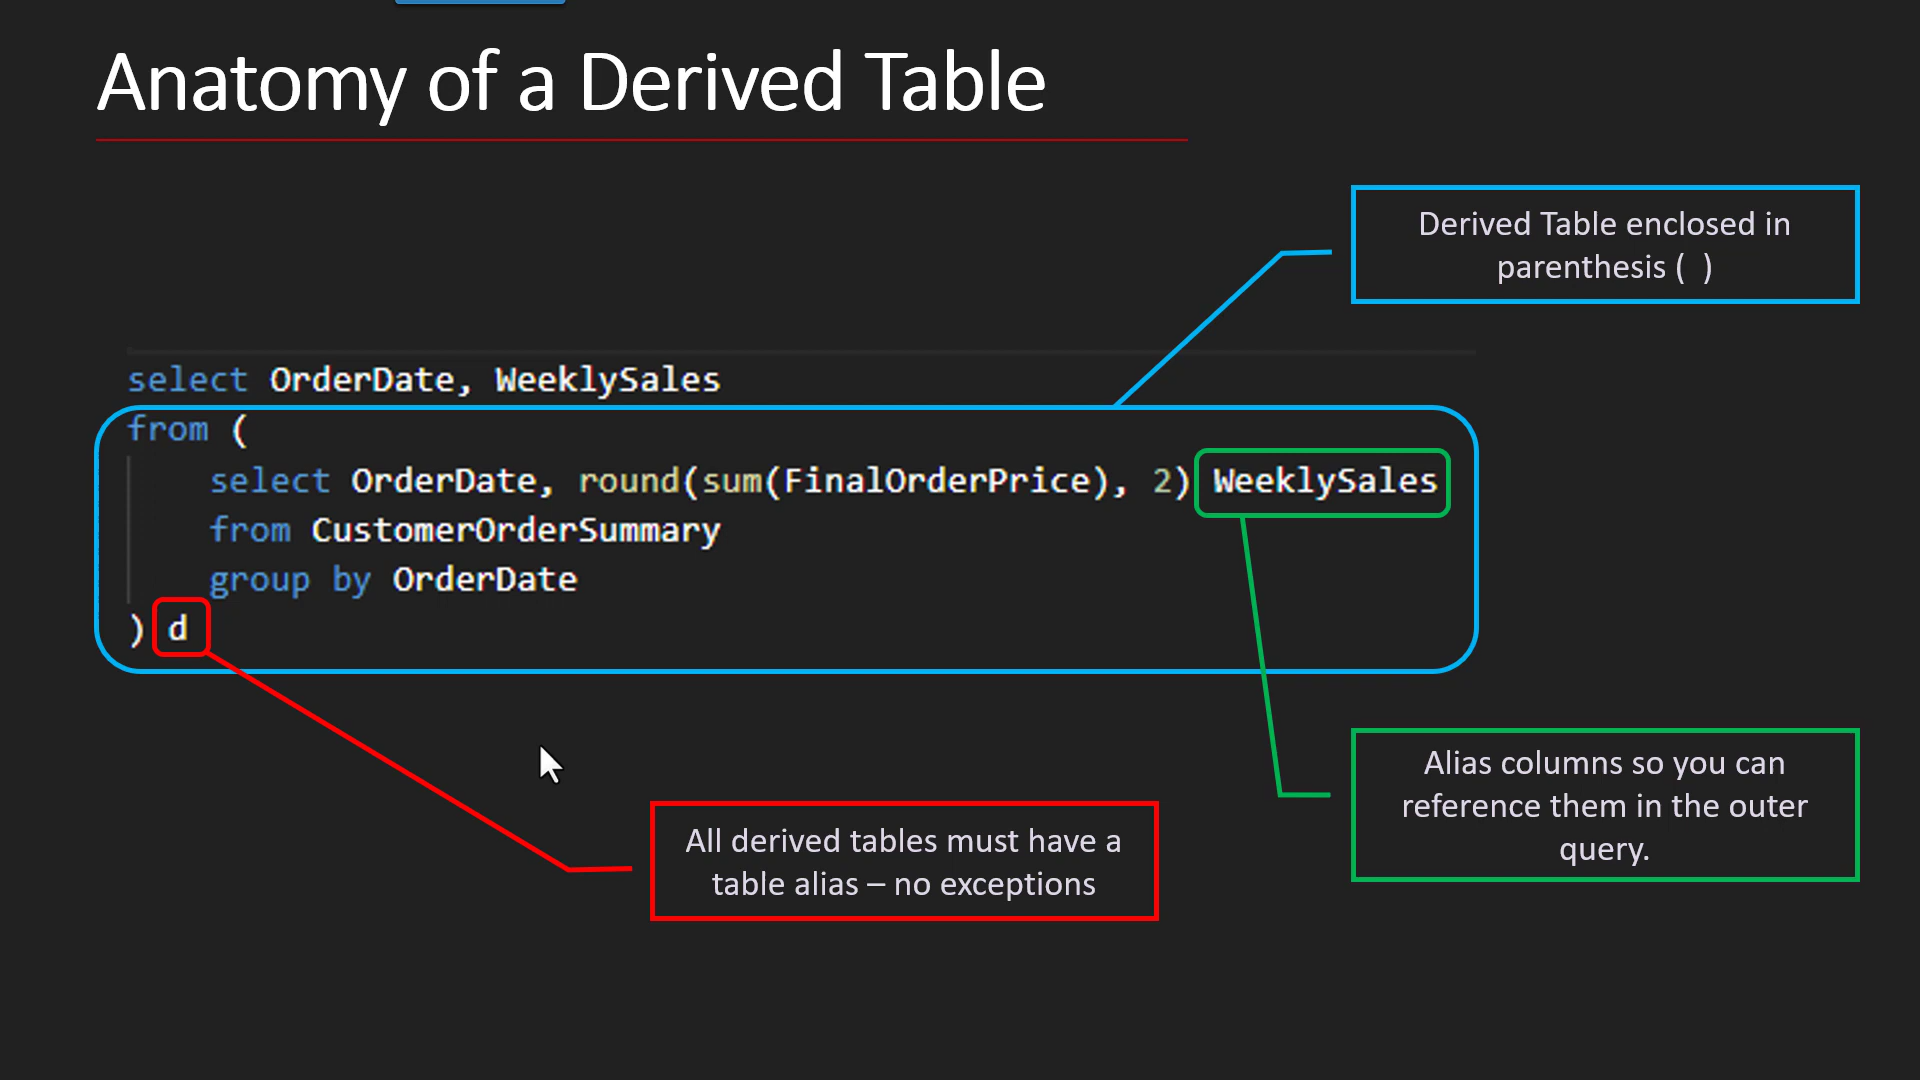 Anatomy of a Derived Table
Derived Table enclosed in
parenthesis (  )
select OrderDate, WeeklySales
from (
select OrderDate, round(sum(FinalOrderPrice), 2) WeeklySales
from CustomerOrderSummary
group by OrderDate
) d
Alias columns so you can
reference them in the outer
query.
All derived tables must have a
table alias – no exceptions